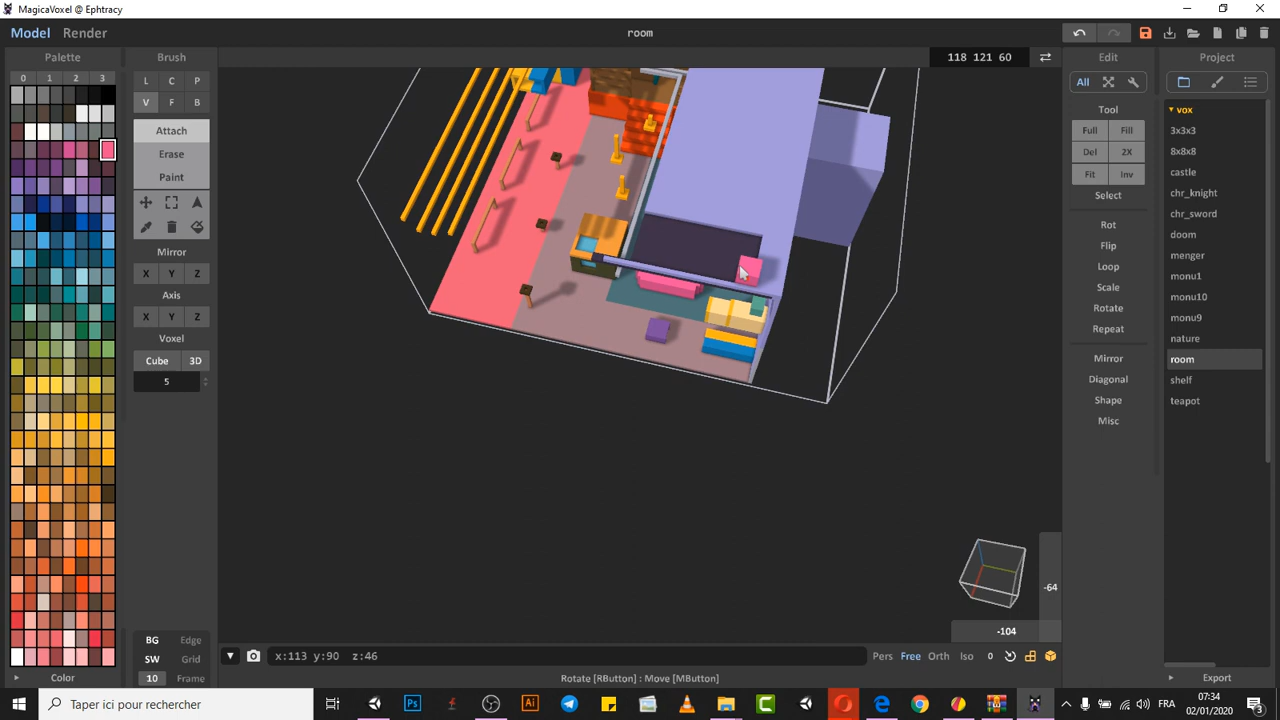 MagicaVoxel @ Ephtracy
Model Render
room
Palette
0 1 2 3
Color
Brush
L C P
V F B
Attach
Erase
Paint
Mirror
X Y Z
Axis
X Y Z
Voxel
Cube 3D
5
BG Edge
SW Grid
10 Frame
118 121 60
-64
-104
x:113 y:90 z:46
Pers Free Orth Iso 0
Rotate [RButton] : Move [MButton]
Edit
All
Tool
Full Fill
Del 2X
Fit Inv
Select
Rot
Flip
Loop
Scale
Rotate
Repeat
Mirror
Diagonal
Shape
Misc
Project
vox
3x3x3
8x8x8
castle
chr_knight
chr_sword
doom
menger
monu1
monu10
monu9
nature
room
shelf
teapot
Export
Taper ici pour rechercher
Ps
Ai
FRA
07:34
02/01/2020
3